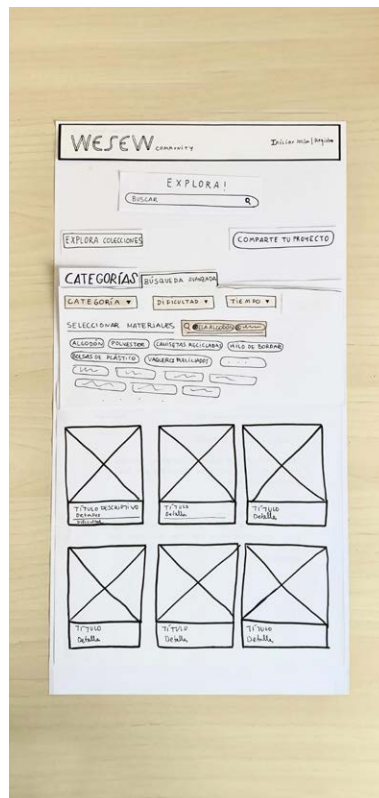 WESEW COMMUNITY Iniciar sesión | Registro
EXPLORA!
BUSCAR
EXPLORA COLECCIONES COMPARTE TU PROYECTO
CATEGORÍAS BÚSQUEDA AVANZADA
CATEGORÍA DIFICULTAD TIEMPO
SELECCIONAR MATERIALES
ALGODÓN POLYESTER CAMISETAS RECICLADAS HILO DE BORDAR
BOLSAS DE PLÁSTICO VAQUEROS RECICLADOS
TÍTULO DESCRIPTIVO TÍTULO TÍTULO
Detalles Detalle Detalle
TÍTULO TÍTULO TÍTULO
Detalle Detalle Detalle